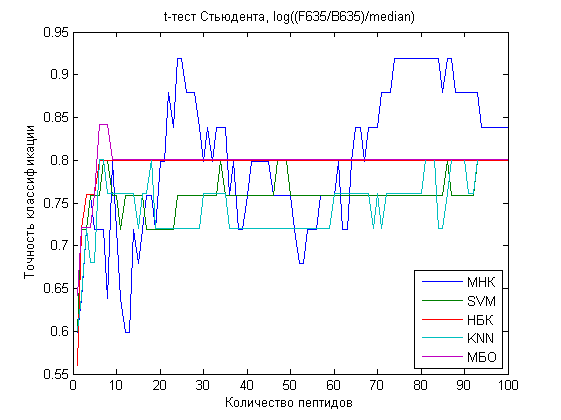 t-тест Стьюдента, log((F635/B635)/median)
Точность классификации
0.95
0.9
0.85
0.8
0.75
0.7
0.65
0.6
0.55
0 10 20 30 40 50 60 70 80 90 100
Количество пептидов
МНК
SVM
НБК
KNN
МБО